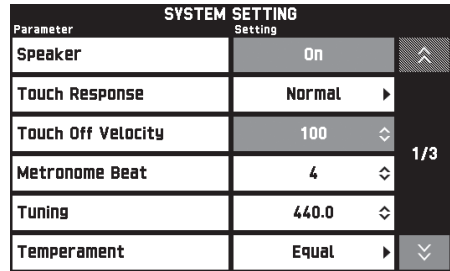 SYSTEM SETTING
Parameter Setting
Speaker On
Touch Response Normal
Touch Off Velocity 100
1/3
Metronome Beat 4
Tuning 440.0
Temperament Equal